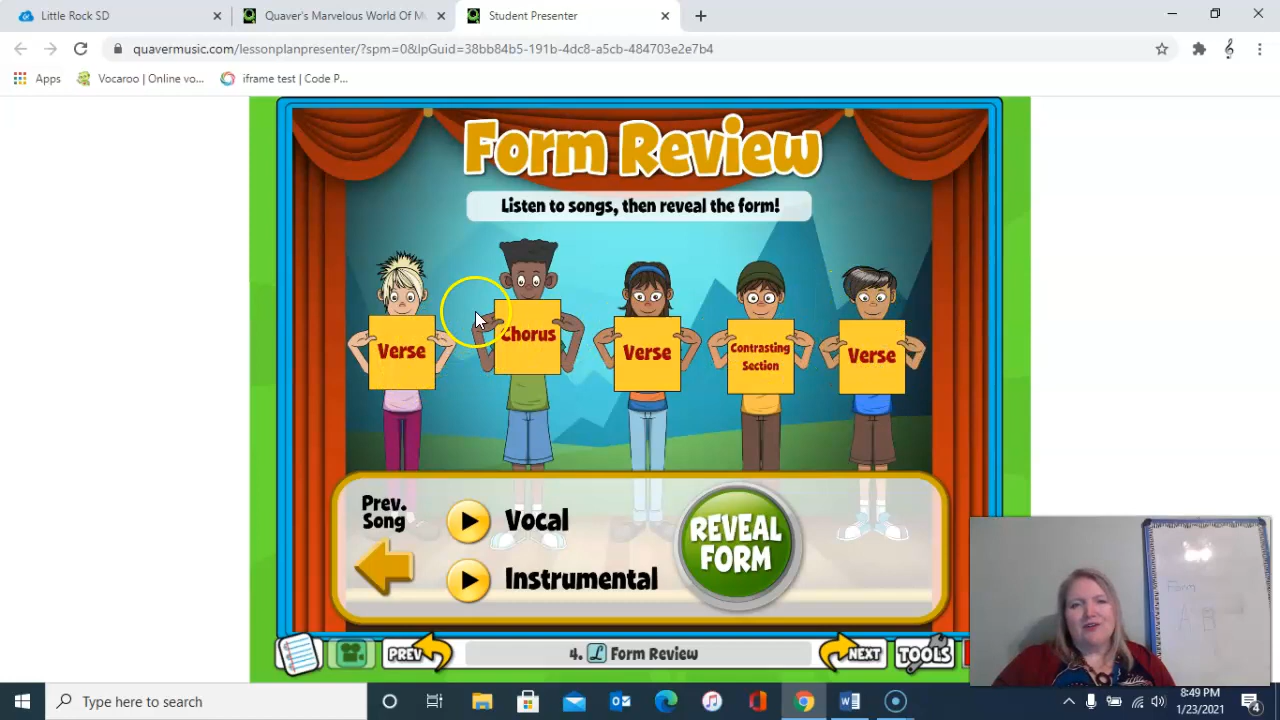 Little Rock SD
Quaver's Marvelous World Of M
Student Presenter
quavermusic.com/lessonplanpresenter/?spm=0&lpGuid=38bb84b5-191b-4dc8-a5cb-484703e2e7b4
Apps
Vocaroo | Online vo...
iframe test | Code P...
Form Review
Listen to songs, then reveal the form!
Verse
Chorus
Verse
Contrasting
Section
Verse
Prev.
Song
Vocal
Instrumental
REVEAL
FORM
Form
A B
PREV
4. L Form Review
NEXT
TOOLS
Type here to search
8:49 PM
1/23/2021
4